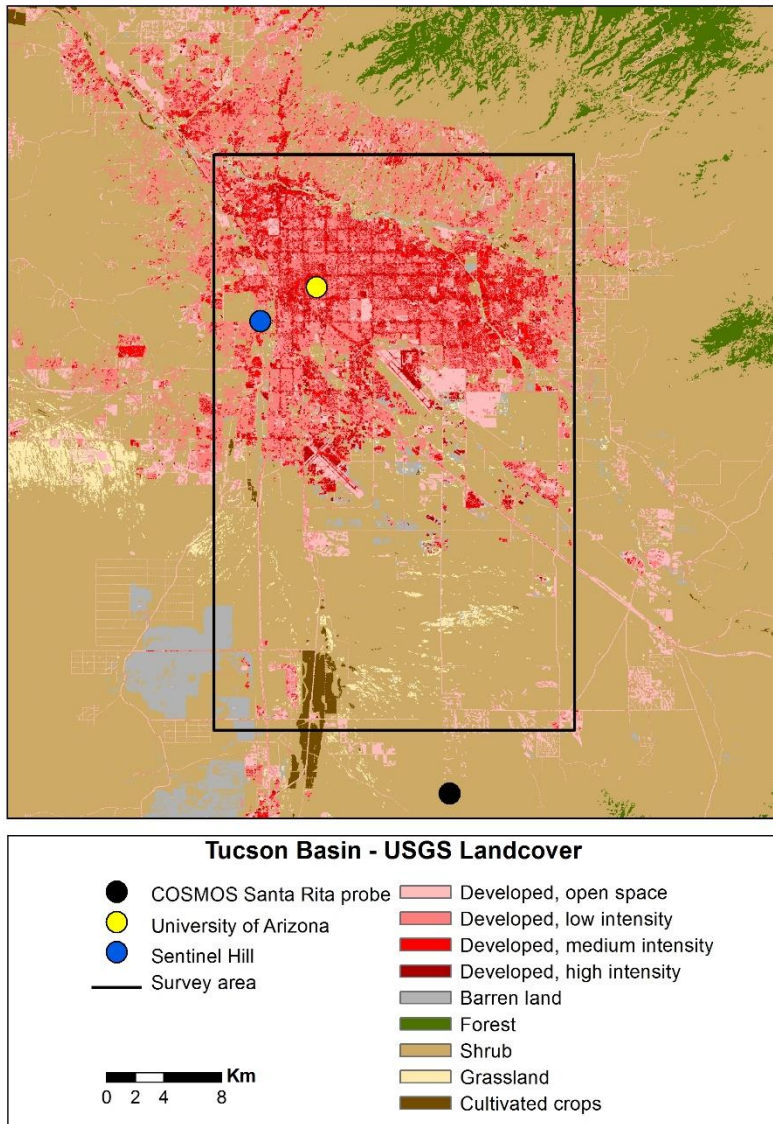 Tucson Basin - USGS Landcover
COSMOS Santa Rita probe
University of Arizona
Sentinel Hill
Survey area
Km
0 2 4 8
Developed, open space
Developed, low intensity
Developed, medium intensity
Developed, high intensity
Barren land
Forest
Shrub
Grassland
Cultivated crops